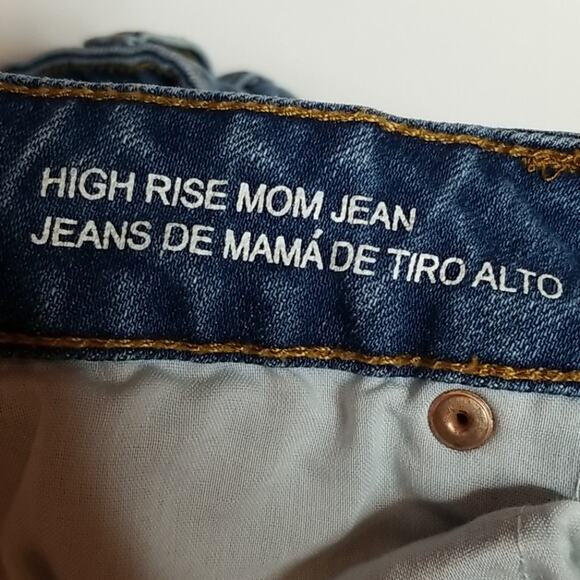 HIGH RISE MOM JEAN
JEANS DE MAMÁ DE TIRO ALTO